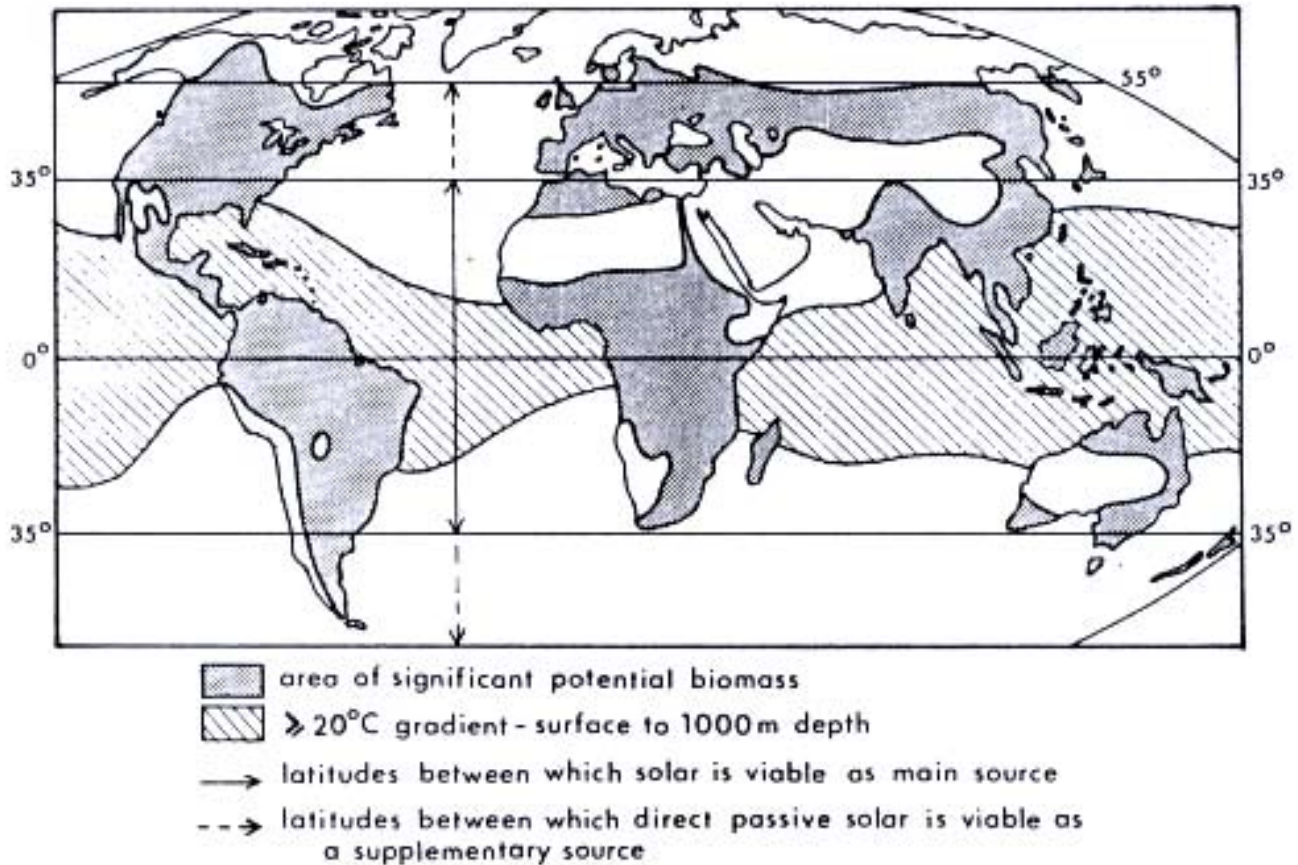 55°
35° 35°
0° 0°
35° 35°
area of significant potential biomass
⩾ 20°C gradient - surface to 1000m depth
latitudes between which solar is viable as main source
latitudes between which direct passive solar is viable as
a supplementary source